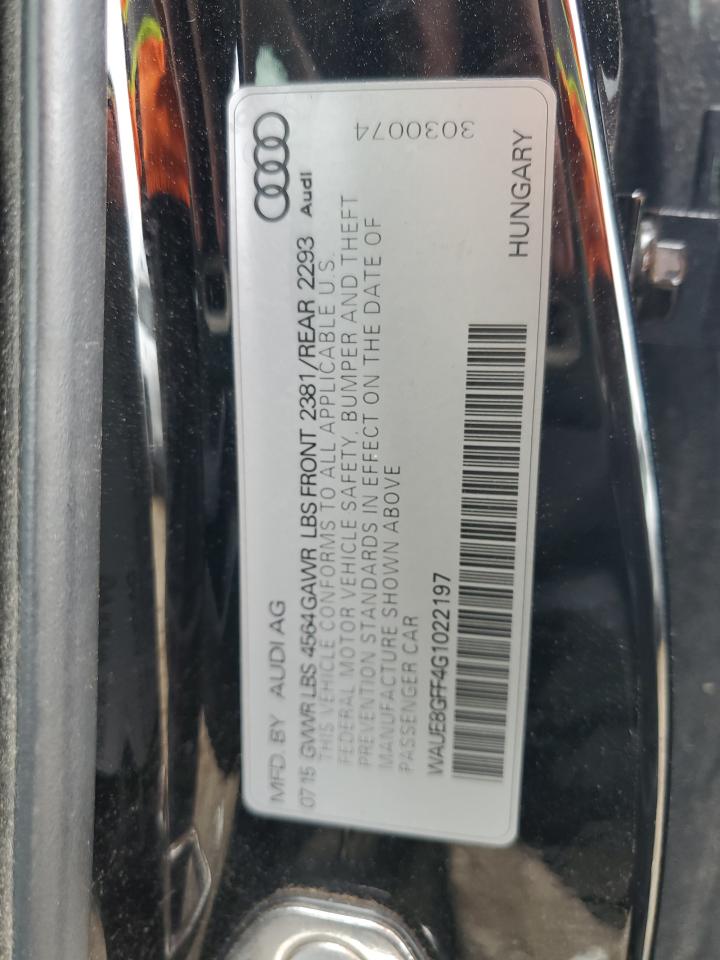 MFD. BY AUDI AG
07 15 GVWR LBS 4564 GAWR LBS FRONT 2381/REAR 2293 Audi
THIS VEHICLE CONFORMS TO ALL APPLICABLE U.S.
FEDERAL MOTOR VEHICLE SAFETY, BUMPER AND THEFT
PREVENTION STANDARDS IN EFFECT ON THE DATE OF
MANUFACTURE SHOWN ABOVE
PASSENGER CAR
WAUE8GFF4G1022197
3030074
HUNGARY